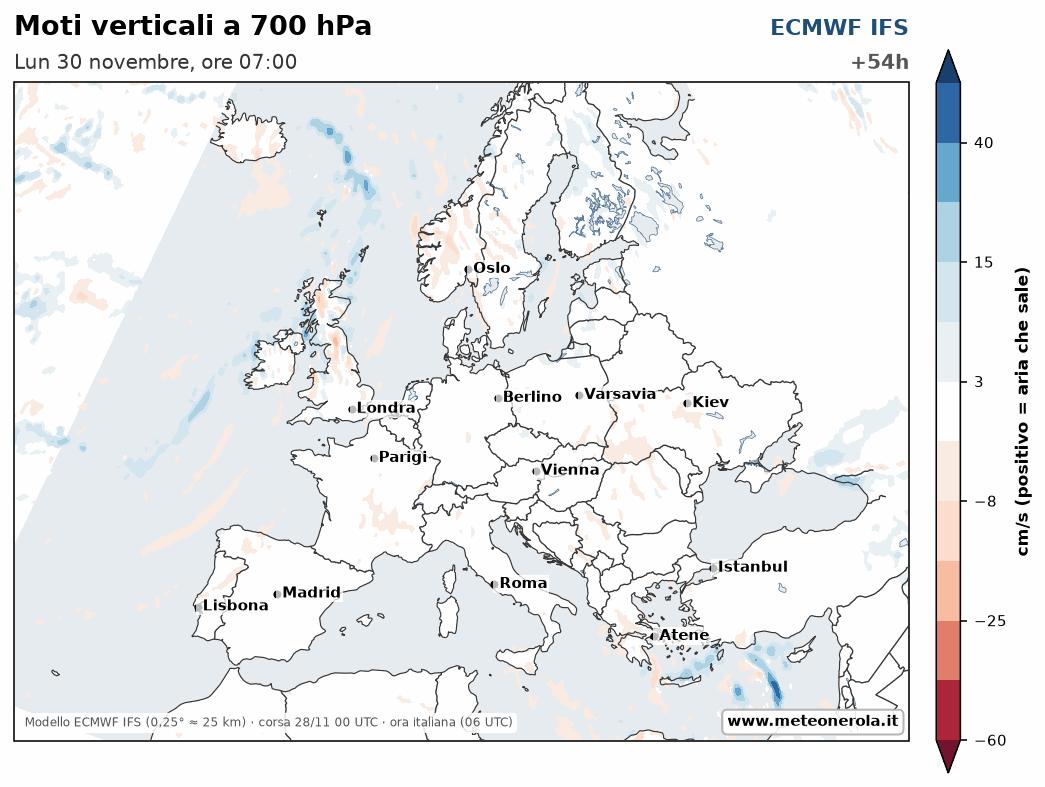 Moti verticali a 700 hPa
ECMWF IFS
Lun 30 novembre, ore 07:00
+54h
40
15
3
−8
−25
−60
cm/s (positivo = aria che sale)
Oslo
Londra
Berlino
Varsavia
Kiev
Parigi
Vienna
Istanbul
Roma
Madrid
Lisbona
Atene
Modello ECMWF IFS (0,25° ≈ 25 km) · corsa 28/11 00 UTC · ora italiana (06 UTC)
www.meteonerola.it